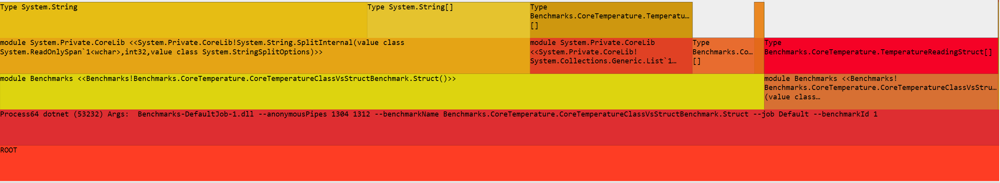 Type System.String
Type System.String[]
Type
Benchmarks.CoreTemperature.Temperatu…
[]
module System.Private.CoreLib <<System.Private.CoreLib!System.String.SplitInternal(value class
System.ReadOnlySpan`1<wchar>,int32,value class System.StringSplitOptions)>>
module System.Private.CoreLib
<<System.Private.CoreLib!
System.Collections.Generic.List`1…
Type
Benchmarks.Co…
[]
Type
Benchmarks.CoreTemperature.TemperatureReadingStruct[]
module Benchmarks <<Benchmarks!Benchmarks.CoreTemperature.CoreTemperatureClassVsStructBenchmark.Struct()>>
module Benchmarks <<Benchmarks!
Benchmarks.CoreTemperature.CoreTemperatureClassVsStru…
(value class…
Process64 dotnet (53232) Args:  Benchmarks-DefaultJob-1.dll --anonymousPipes 1304 1312 --benchmarkName Benchmarks.CoreTemperature.CoreTemperatureClassVsStructBenchmark.Struct --job Default --benchmarkId 1
ROOT